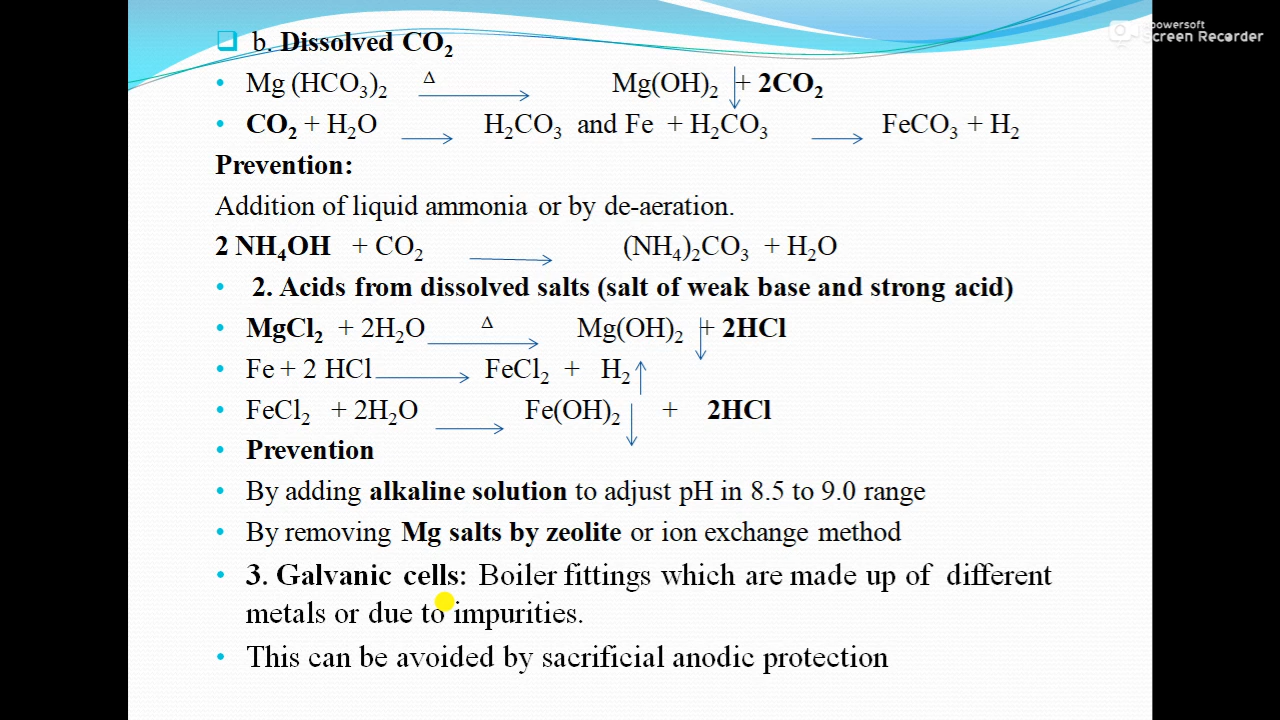 b. Dissolved CO₂
Apowersoft
Screen Recorder
• Mg (HCO₃)₂ Δ → Mg(OH)₂ ↓ + 2CO₂
• CO₂ + H₂O → H₂CO₃ and Fe + H₂CO₃ → FeCO₃ + H₂
Prevention:
Addition of liquid ammonia or by de-aeration.
2 NH₄OH + CO₂ → (NH₄)₂CO₃ + H₂O
• 2. Acids from dissolved salts (salt of weak base and strong acid)
• MgCl₂ + 2H₂O Δ → Mg(OH)₂ ↓ + 2HCl
• Fe + 2 HCl → FeCl₂ + H₂ ↑
• FeCl₂ + 2H₂O → Fe(OH)₂ ↓ + 2HCl
• Prevention
• By adding alkaline solution to adjust pH in 8.5 to 9.0 range
• By removing Mg salts by zeolite or ion exchange method
• 3. Galvanic cells: Boiler fittings which are made up of different
metals or due to impurities.
• This can be avoided by sacrificial anodic protection